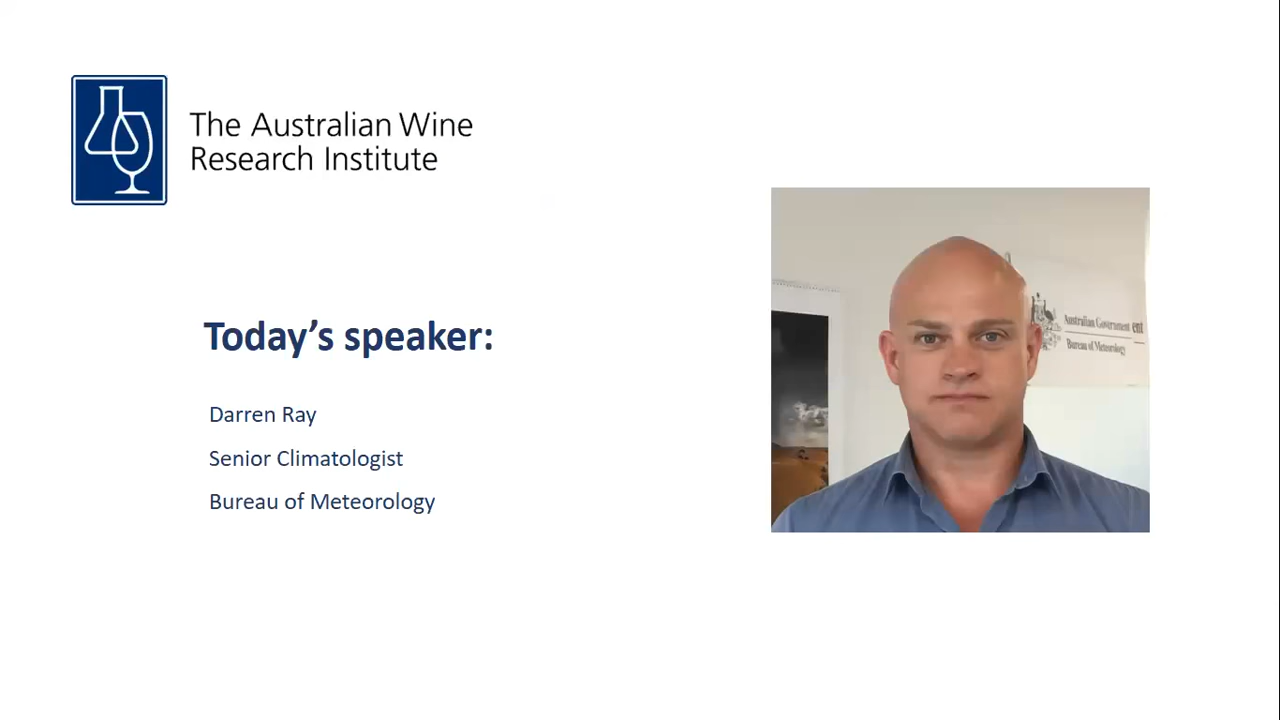 The Australian Wine
Research Institute
Today's speaker:
Darren Ray
Senior Climatologist
Bureau of Meteorology
Australian Government
ent
Bureau of Meteorology